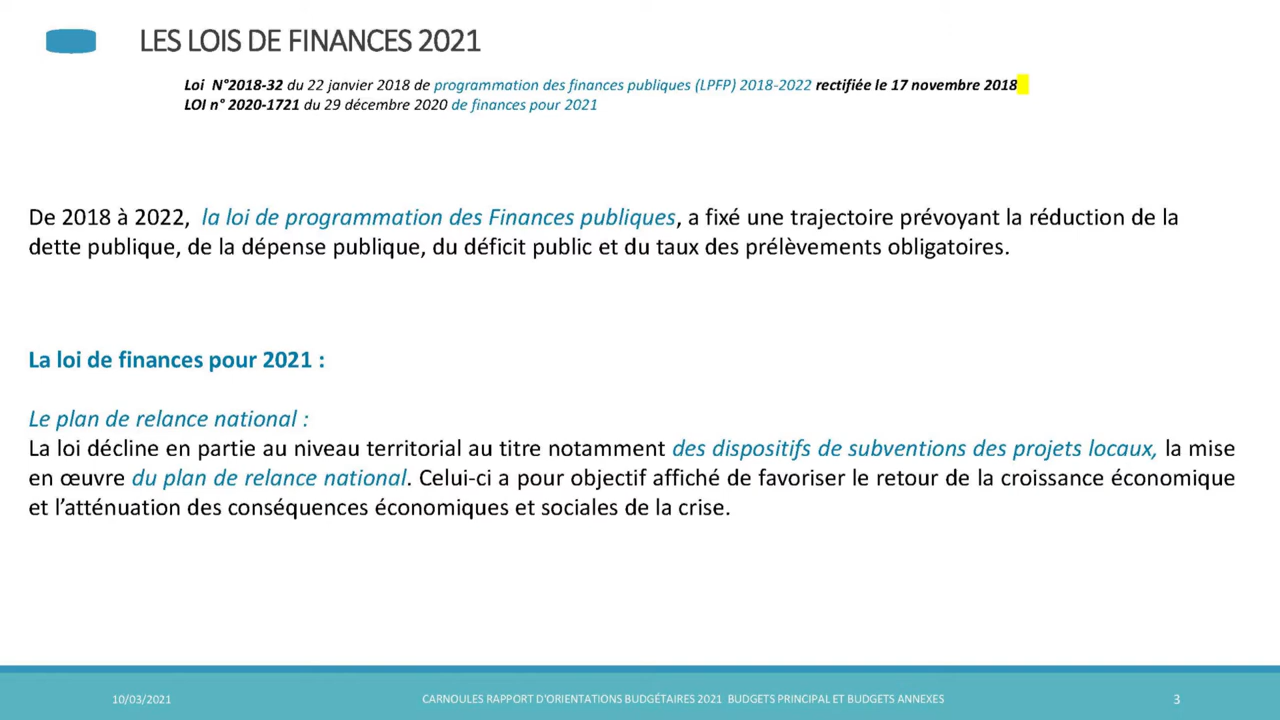 LES LOIS DE FINANCES 2021
Loi N°2018-32 du 22 janvier 2018 de programmation des finances publiques (LPFP) 2018-2022 rectifiée le 17 novembre 2018
LOI n° 2020-1721 du 29 décembre 2020 de finances pour 2021
De 2018 à 2022, la loi de programmation des Finances publiques, a fixé une trajectoire prévoyant la réduction de la
dette publique, de la dépense publique, du déficit public et du taux des prélèvements obligatoires.
La loi de finances pour 2021 :
Le plan de relance national :
La loi décline en partie au niveau territorial au titre notamment des dispositifs de subventions des projets locaux, la mise
en œuvre du plan de relance national. Celui-ci a pour objectif affiché de favoriser le retour de la croissance économique
et l’atténuation des conséquences économiques et sociales de la crise.
10/03/2021
CARNOULES RAPPORT D'ORIENTATIONS BUDGÉTAIRES 2021 BUDGETS PRINCIPAL ET BUDGETS ANNEXES
3